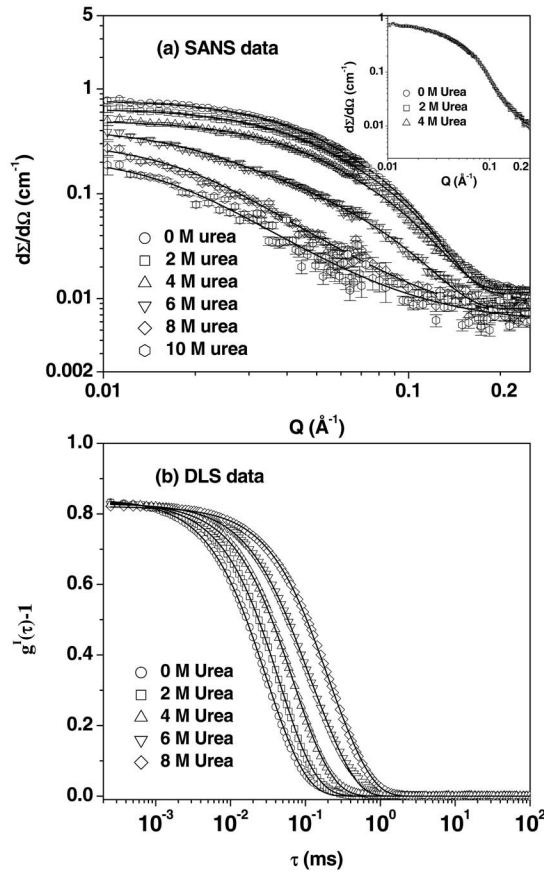 (a) SANS data
5
1
0.1
0.01
0.002
dΣ/dΩ (cm⁻¹)
0 M urea
2 M urea
4 M urea
6 M urea
8 M urea
10 M urea
0.01
0.1
0.2
Q (Å⁻¹)
1
0.1
0.01
dΣ/dΩ (cm⁻¹)
0 M Urea
2 M Urea
4 M Urea
0.01
0.1
0.2
Q (Å⁻¹)
(b) DLS data
1.0
0.8
0.6
0.4
0.2
0.0
gᴵ(τ)-1
0 M Urea
2 M Urea
4 M Urea
6 M Urea
8 M Urea
10⁻³
10⁻²
10⁻¹
10⁰
10¹
10²
τ (ms)